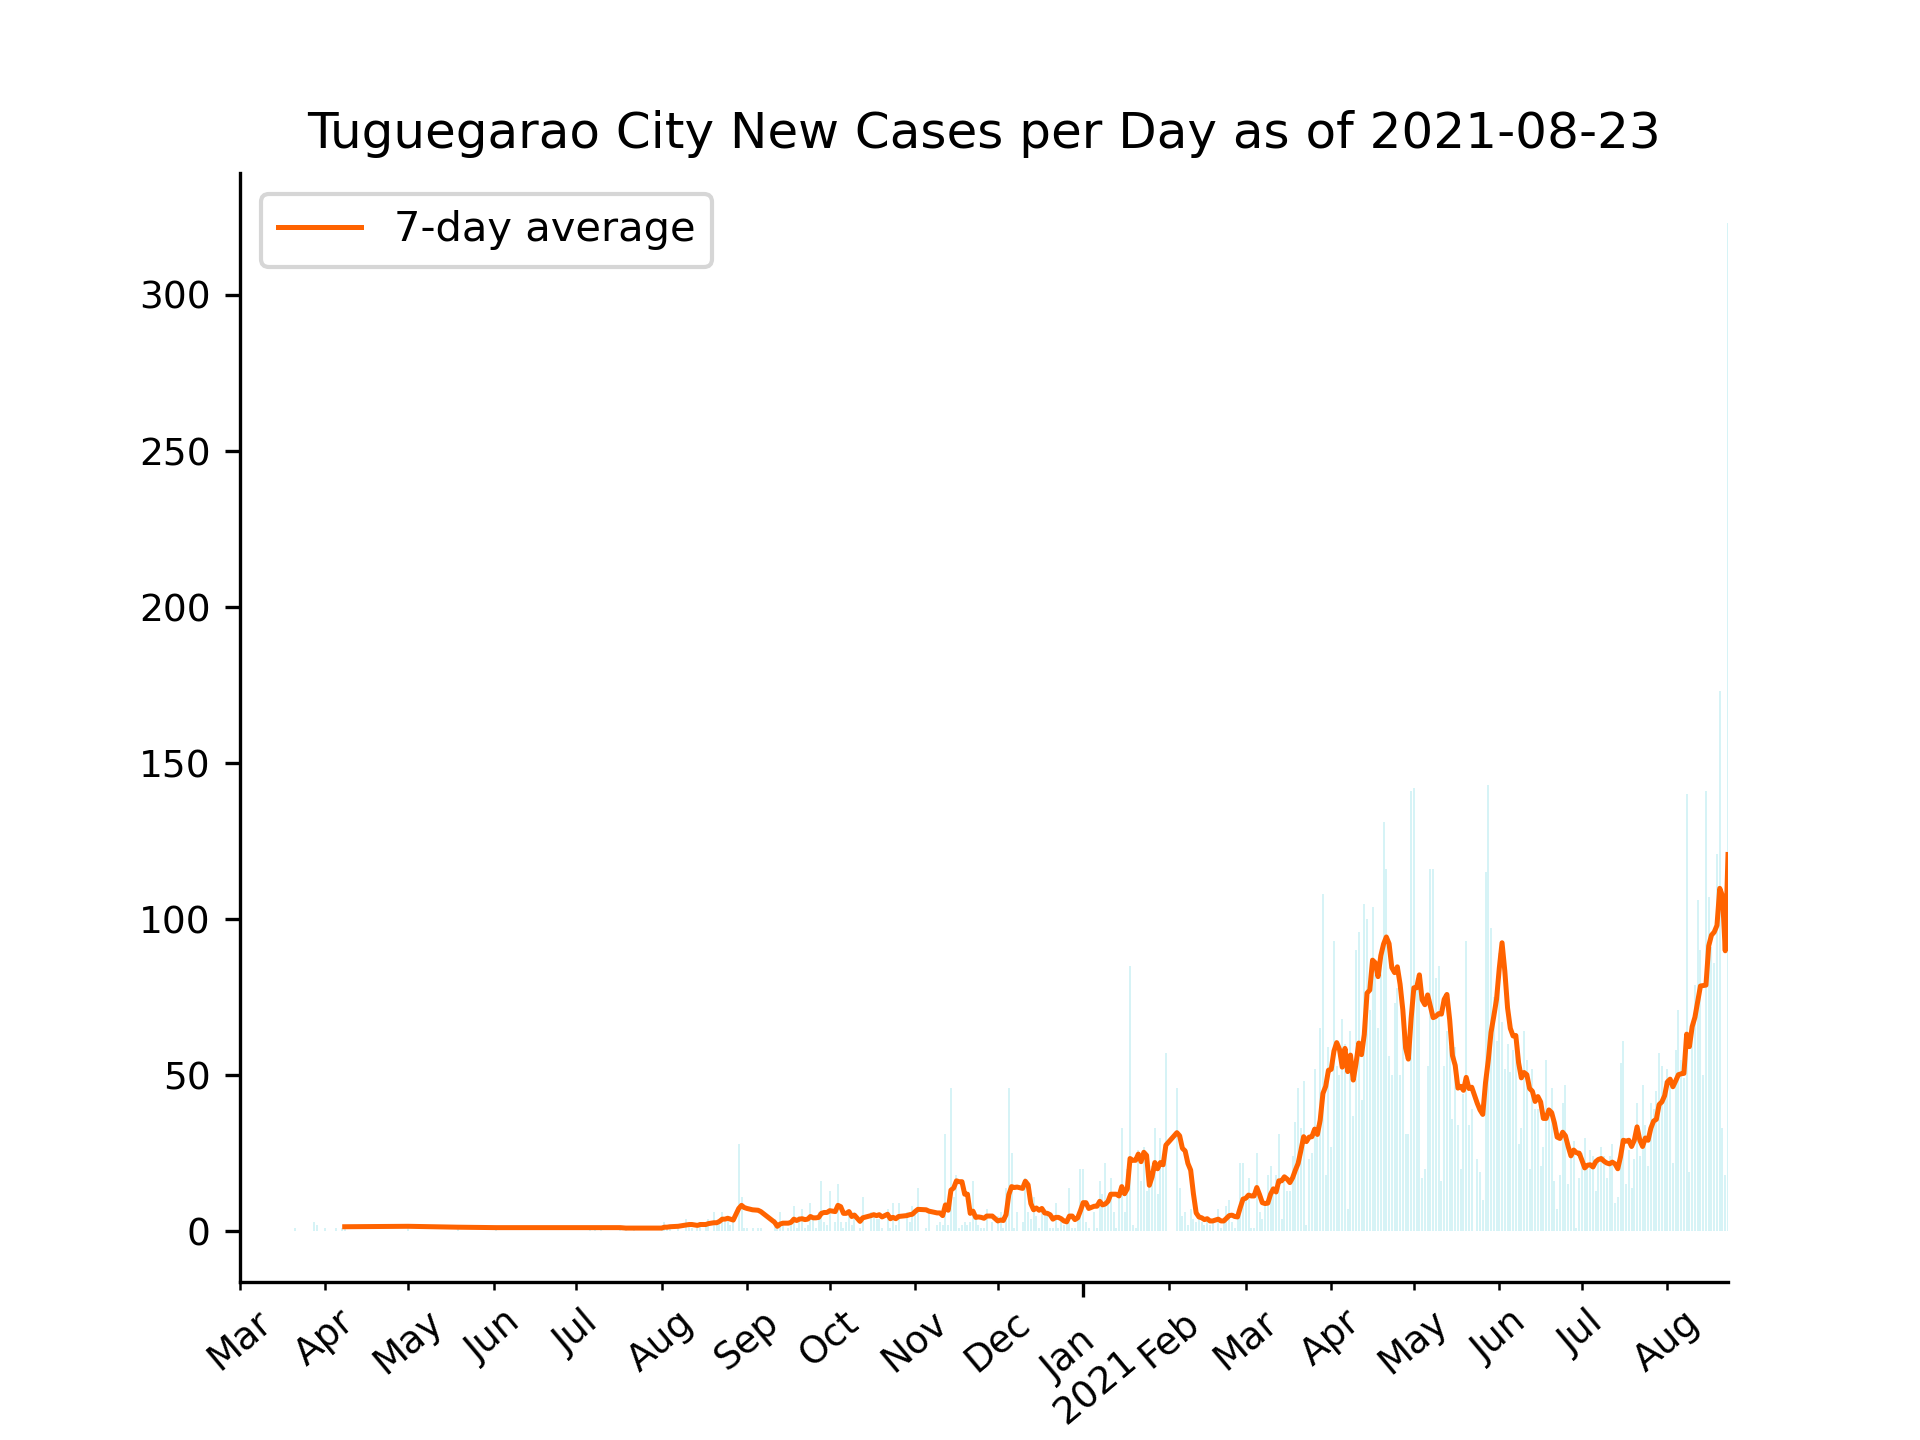 Tuguegarao City New Cases per Day as of 2021-08-23
7-day average
300
250
200
150
100
50
0
Mar Apr May Jun Jul Aug Sep Oct Nov Dec Jan Feb Mar Apr May Jun Jul Aug
2021